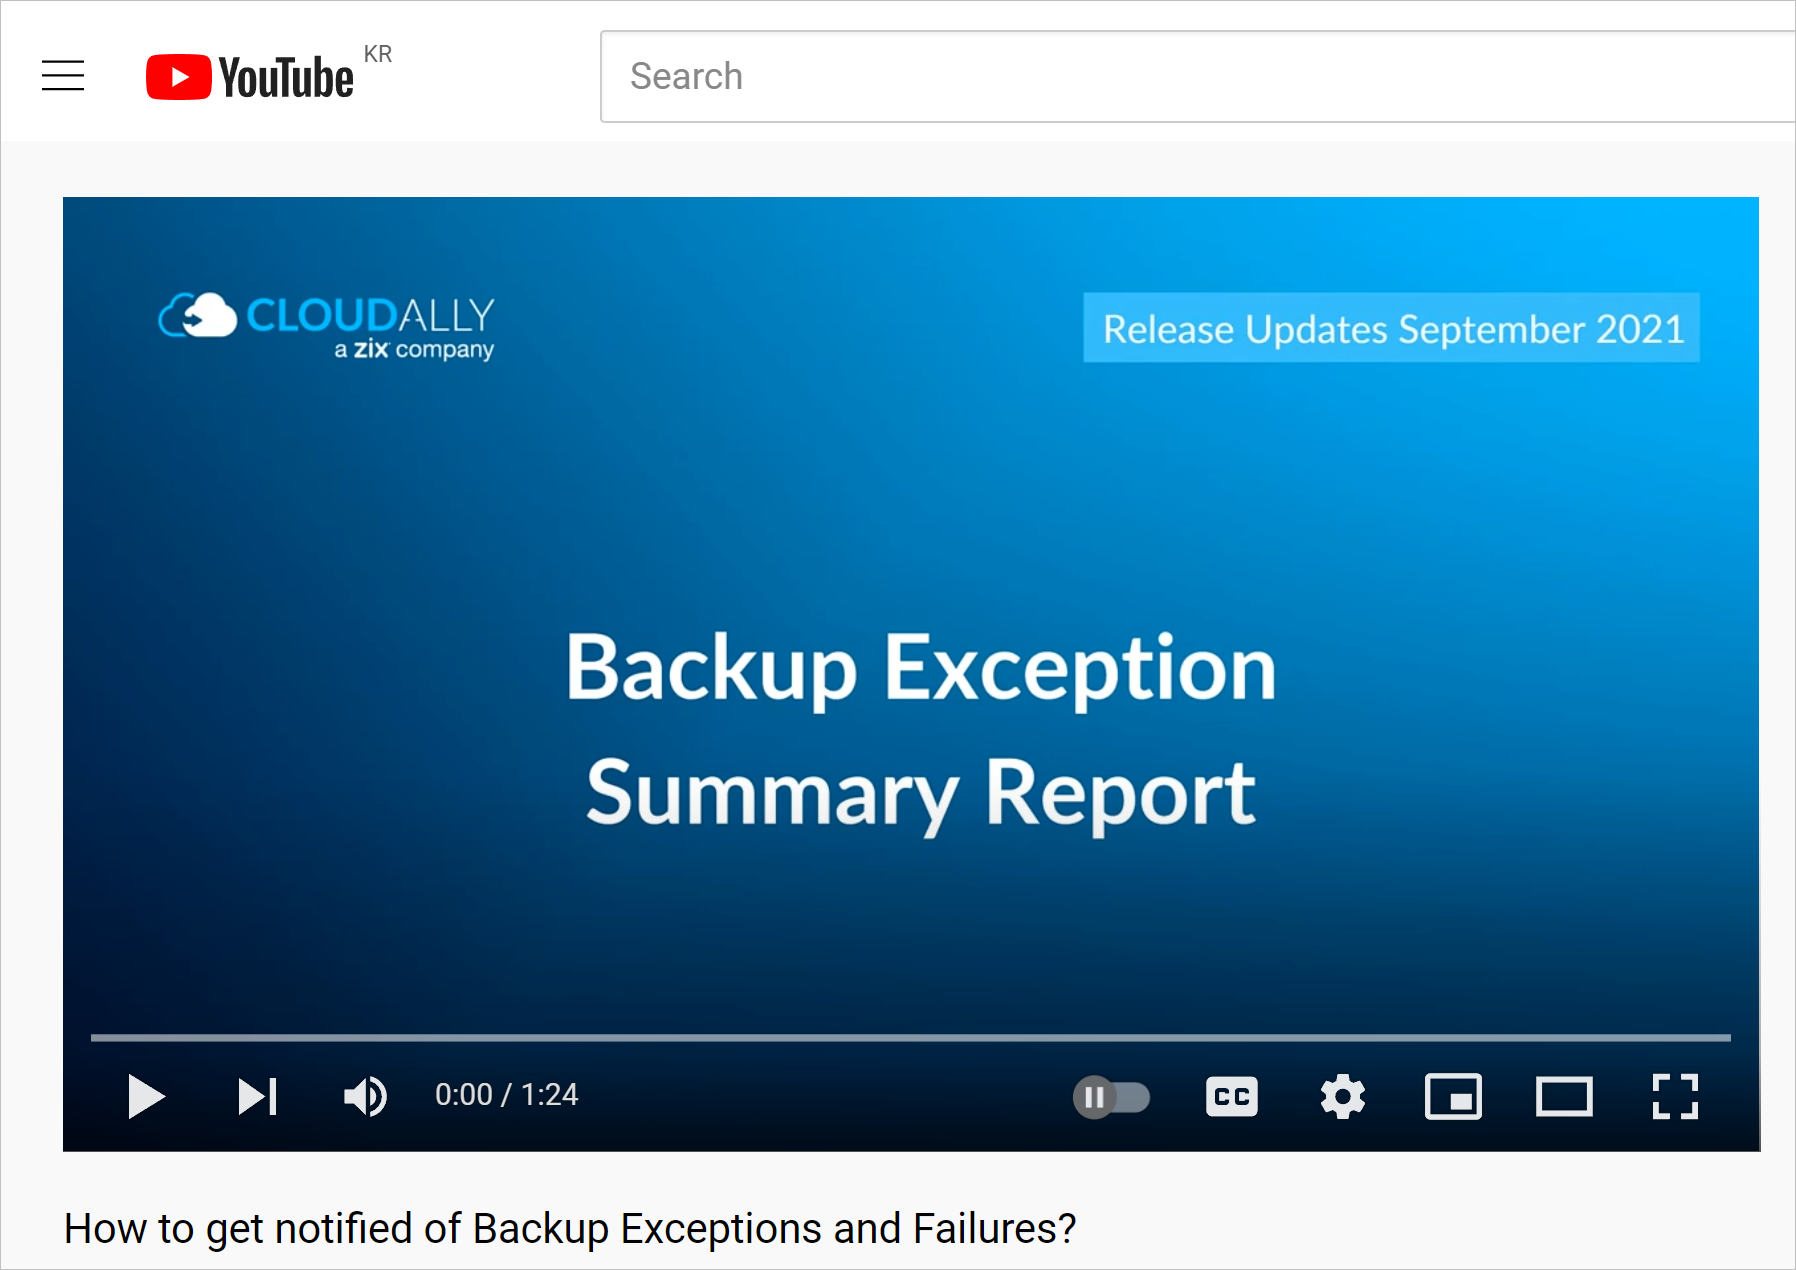 YouTube KR
Search
CLOUDALLY
a zix company
Release Updates September 2021
Backup Exception
Summary Report
0:00 / 1:24
CC
How to get notified of Backup Exceptions and Failures?